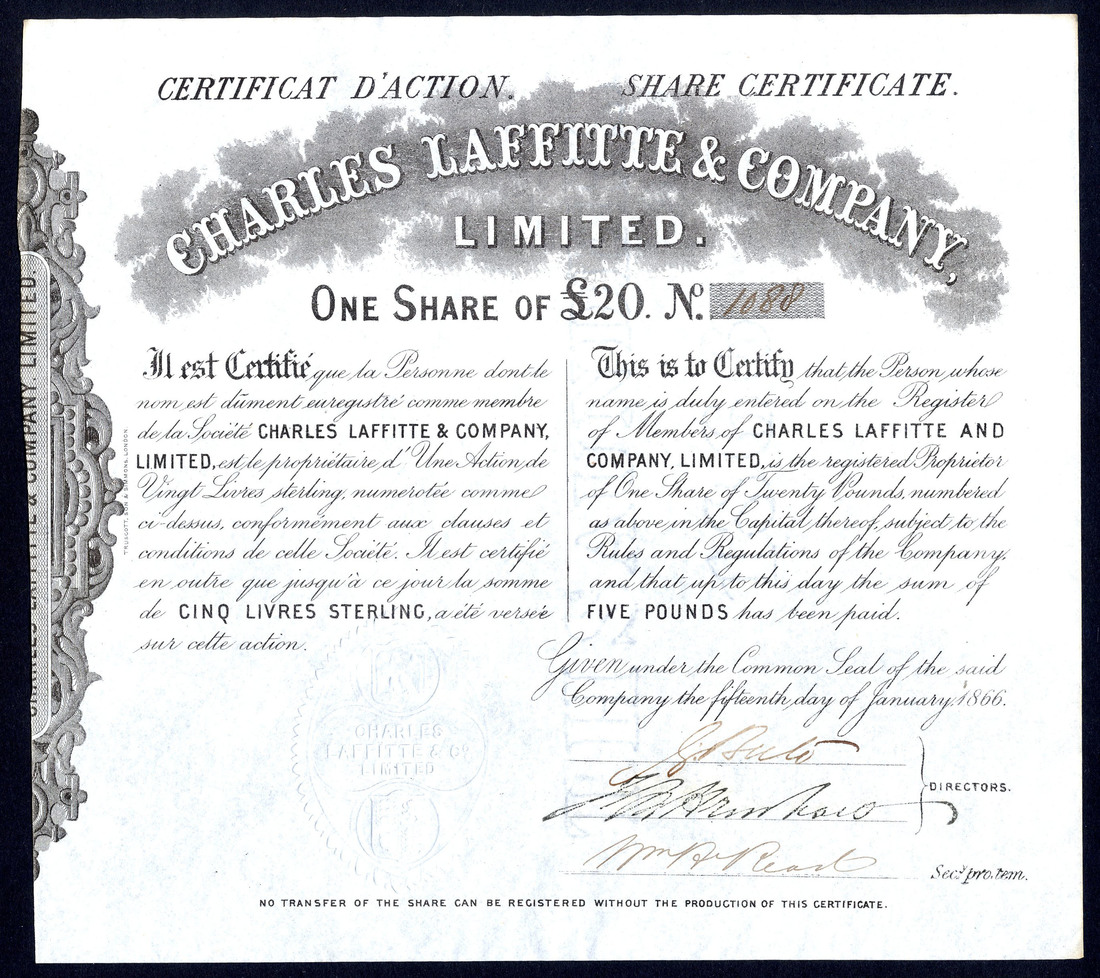 CERTIFICAT D'ACTION. SHARE CERTIFICATE.
CHARLES LAFFITTE & COMPANY,
LIMITED.
ONE SHARE OF £20. No. 1088
Il est Certifié que la Personne dont le
nom est dûment euregistré comme membre
de la Société CHARLES LAFFITTE & COMPANY,
LIMITED, est le propriétaire d'Une Action de
Vingt Livres sterling, numerotée comme
ci-dessus, conformément aux clauses et
conditions de celle Société. Il est certifié
en outre que jusqu'à ce jour la somme
de CINQ LIVRES STERLING, a été versée
sur cette action.
This is to Certify that the Person whose
name is duly entered on the Register
of Members of CHARLES LAFFITTE AND
COMPANY, LIMITED, is the registered Proprietor
of One Share of Twenty Pounds, numbered
as above in the Capital thereof, subject to the
Rules and Regulations of the Company,
and that up to this day the sum of
FIVE POUNDS has been paid.
Given under the Common Seal of the said
Company the fifteenth day of January, 1866.
DIRECTORS.
Secy. pro. tem.
CHARLES
LAFFITTE & Co
LIMITED
NO TRANSFER OF THE SHARE CAN BE REGISTERED WITHOUT THE PRODUCTION OF THIS CERTIFICATE.
CHARLES LAFFITTE & COMPANY LIMITED
TRUSCOTT, SON & SIMMONS, LONDON.